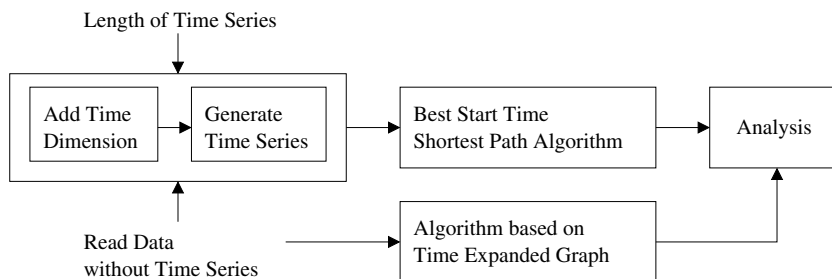 Length of Time Series
Add Time
Dimension
Generate
Time Series
Best Start Time
Shortest Path Algorithm
Analysis
Read Data
without Time Series
Algorithm based on
Time Expanded Graph